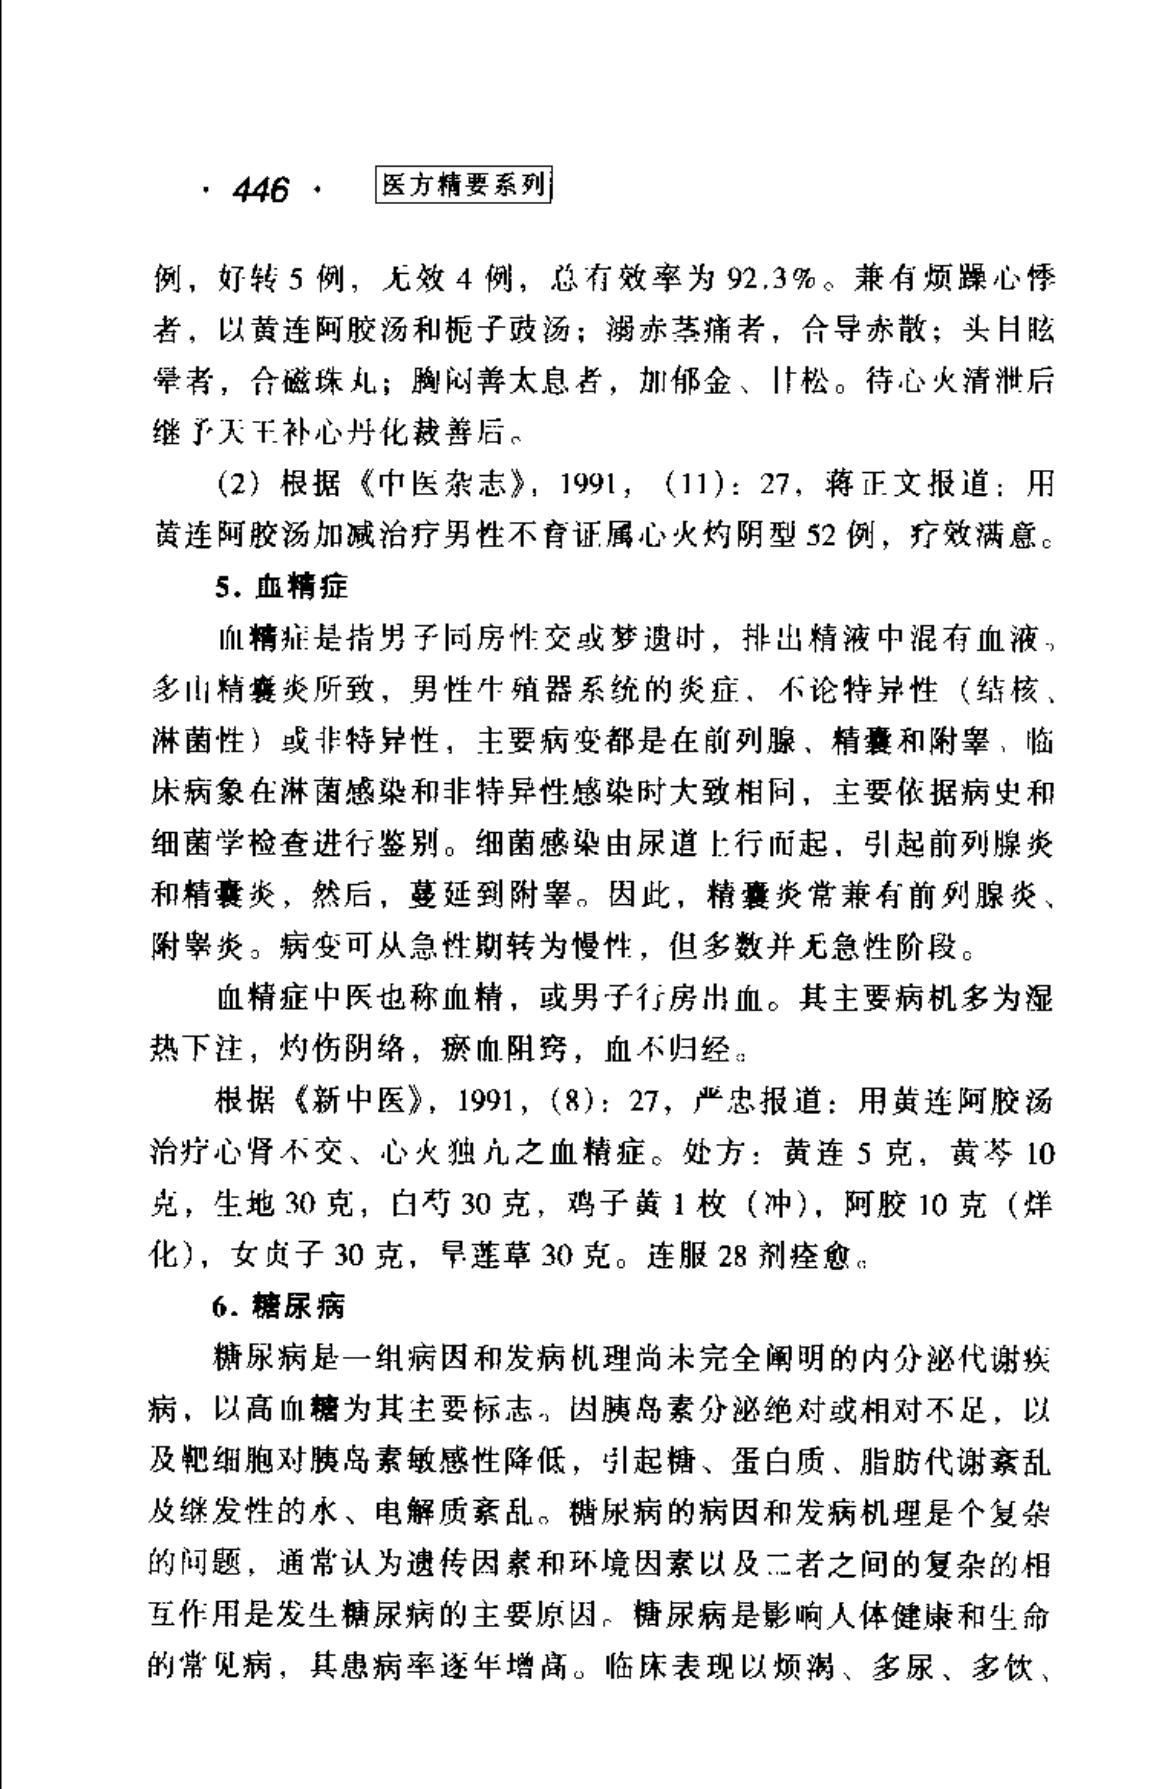 · 446 · 医方精要系列
例，好转 5 例，无效 4 例，总有效率为 92.3%。兼有烦躁心悸
者，以黄连阿胶汤和栀子豉汤；溺赤茎痛者，合导赤散；头目眩
晕者，合磁珠丸；胸闷善太息者，加郁金、甘松。待心火清泄后
继予天王补心丹化裁善后。
(2) 根据《中医杂志》，1991，(11)：27，蒋正文报道：用
黄连阿胶汤加减治疗男性不育证属心火灼阴型 52 例，疗效满意。
5. 血精症
血精症是指男子同房性交或梦遗时，排出精液中混有血液。
多由精囊炎所致，男性生殖器系统的炎症，不论特异性（结核、
淋菌性）或非特异性，主要病变都是在前列腺、精囊和附睾。临
床病象在淋菌感染和非特异性感染时大致相同，主要依据病史和
细菌学检查进行鉴别。细菌感染由尿道上行而起，引起前列腺炎
和精囊炎，然后，蔓延到附睾。因此，精囊炎常兼有前列腺炎、
附睾炎。病变可从急性期转为慢性，但多数并无急性阶段。
血精症中医也称血精，或男子行房出血。其主要病机多为湿
热下注，灼伤阴络，瘀血阻窍，血不归经。
根据《新中医》，1991，(8)：27，严忠报道：用黄连阿胶汤
治疗心肾不交、心火独亢之血精症。处方：黄连 5 克，黄芩 10
克，生地 30 克，白芍 30 克，鸡子黄 1 枚（冲），阿胶 10 克（烊
化），女贞子 30 克，旱莲草 30 克。连服 28 剂痊愈。
6. 糖尿病
糖尿病是一组病因和发病机理尚未完全阐明的内分泌代谢疾
病，以高血糖为其主要标志。因胰岛素分泌绝对或相对不足，以
及靶细胞对胰岛素敏感性降低，引起糖、蛋白质、脂肪代谢紊乱
及继发性的水、电解质紊乱。糖尿病的病因和发病机理是个复杂
的问题，通常认为遗传因素和环境因素以及二者之间的复杂的相
互作用是发生糖尿病的主要原因。糖尿病是影响人体健康和生命
的常见病，其患病率逐年增高。临床表现以烦渴、多尿、多饮、